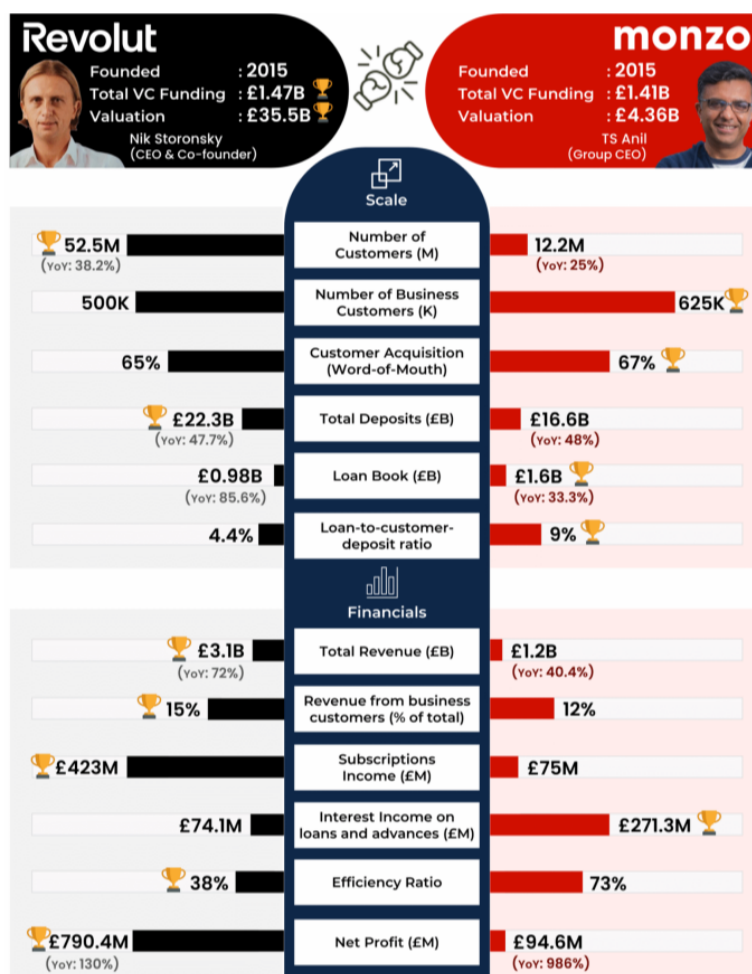 Revolut
Founded : 2015
Total VC Funding : £1.47B
Valuation : £35.5B
Nik Storonsky
(CEO & Co-founder)
monzo
Founded : 2015
Total VC Funding : £1.41B
Valuation : £4.36B
TS Anil
(Group CEO)
Scale
52.5M
(YoY: 38.2%)
Number of
Customers (M)
12.2M
(YoY: 25%)
500K
Number of Business
Customers (K)
625K
65%
Customer Acquisition
(Word-of-Mouth)
67%
£22.3B
(YoY: 47.7%)
Total Deposits (£B)
£16.6B
(YoY: 48%)
£0.98B
(YoY: 85.6%)
Loan Book (£B)
£1.6B
(YoY: 33.3%)
4.4%
Loan-to-customer-
deposit ratio
9%
Financials
£3.1B
(YoY: 72%)
Total Revenue (£B)
£1.2B
(YoY: 40.4%)
15%
Revenue from business
customers (% of total)
12%
£423M
Subscriptions
Income (£M)
£75M
£74.1M
Interest Income on
loans and advances (£M)
£271.3M
38%
Efficiency Ratio
73%
£790.4M
(YoY: 130%)
Net Profit (£M)
£94.6M
(YoY: 986%)